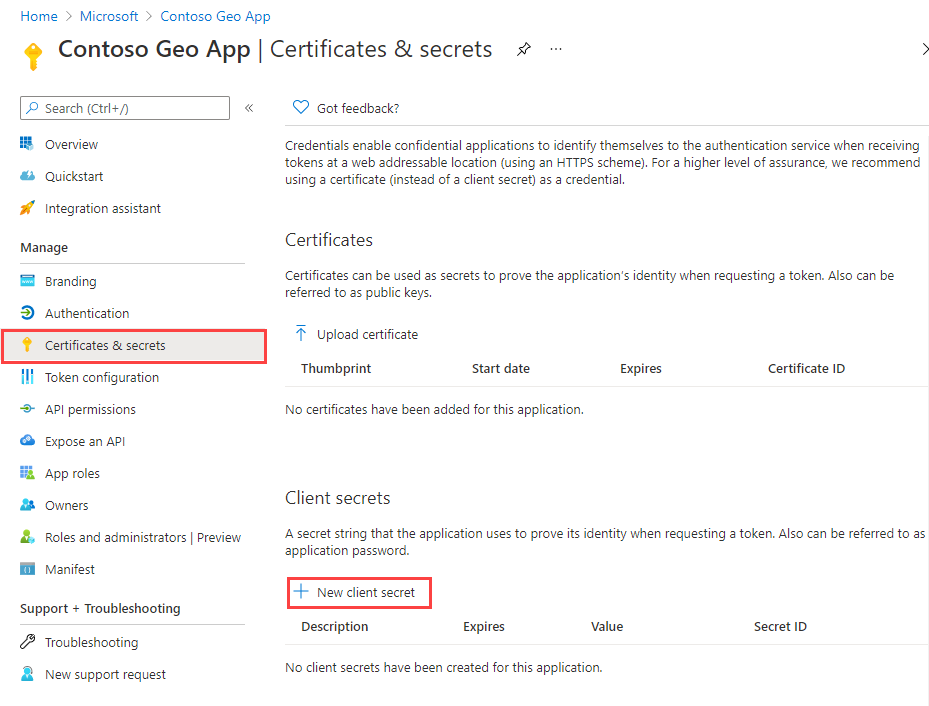 Home > Microsoft > Contoso Geo App
Contoso Geo App | Certificates & secrets
Search (Ctrl+/)
Overview
Quickstart
Integration assistant
Manage
Branding
Authentication
Certificates & secrets
Token configuration
API permissions
Expose an API
App roles
Owners
Roles and administrators | Preview
Manifest
Support + Troubleshooting
Troubleshooting
New support request
Got feedback?
Credentials enable confidential applications to identify themselves to the authentication service when receiving
tokens at a web addressable location (using an HTTPS scheme). For a higher level of assurance, we recommend
using a certificate (instead of a client secret) as a credential.
Certificates
Certificates can be used as secrets to prove the application's identity when requesting a token. Also can be
referred to as public keys.
Upload certificate
Thumbprint Start date Expires Certificate ID
No certificates have been added for this application.
Client secrets
A secret string that the application uses to prove its identity when requesting a token. Also can be referred to as
application password.
New client secret
Description Expires Value Secret ID
No client secrets have been created for this application.